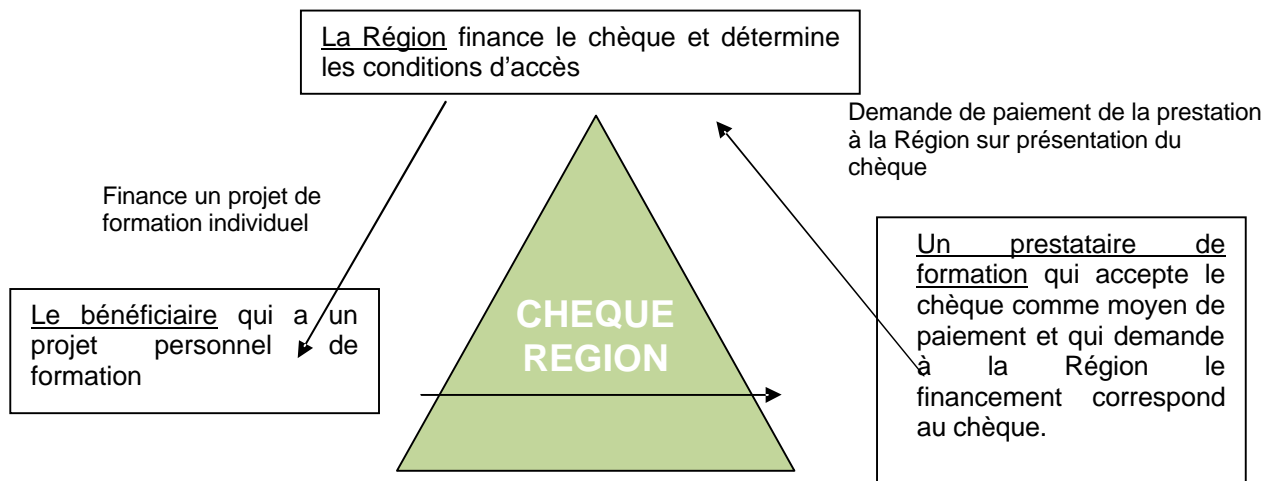 La Région finance le chèque et détermine
les conditions d'accès
Demande de paiement de la prestation
à la Région sur présentation du
chèque
Finance un projet de
formation individuel
Le bénéficiaire qui a un
projet personnel de
formation
CHEQUE
REGION
Un prestataire de
formation qui accepte le
chèque comme moyen de
paiement et qui demande
à la Région le
financement correspond
au chèque.